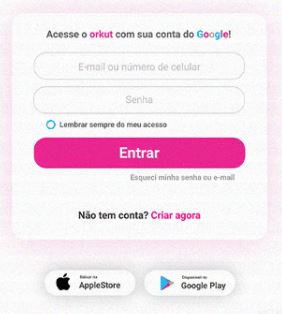 Acesse o orkut com sua conta do Google!
E-mail ou número de celular
Senha
Lembrar sempre do meu acesso
Entrar
Esqueci minha senha ou e-mail
Não tem conta? Criar agora
Baixar na
AppleStore
Disponível no
Google Play